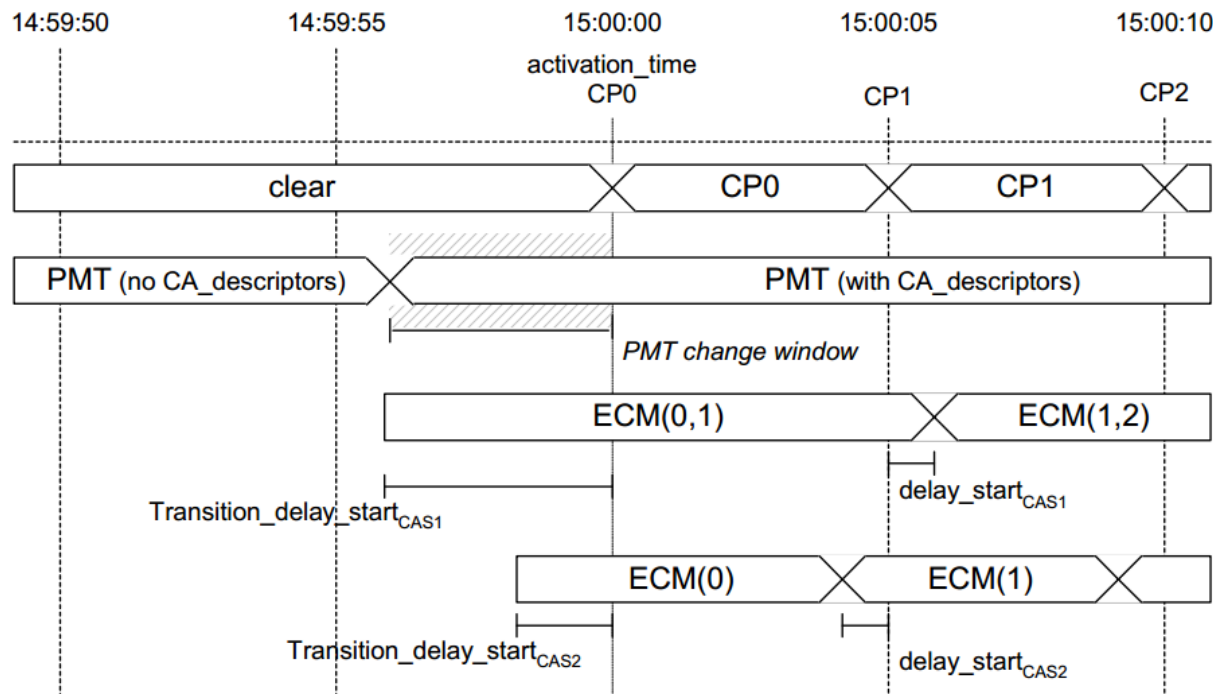 14:59:50 14:59:55 15:00:00 15:00:05 15:00:10
activation_time
CP0 CP1 CP2
clear CP0 CP1
PMT (no CA_descriptors) PMT (with CA_descriptors)
PMT change window
ECM(0,1) ECM(1,2)
Transition_delay_startCAS1 delay_startCAS1
ECM(0) ECM(1)
Transition_delay_startCAS2 delay_startCAS2